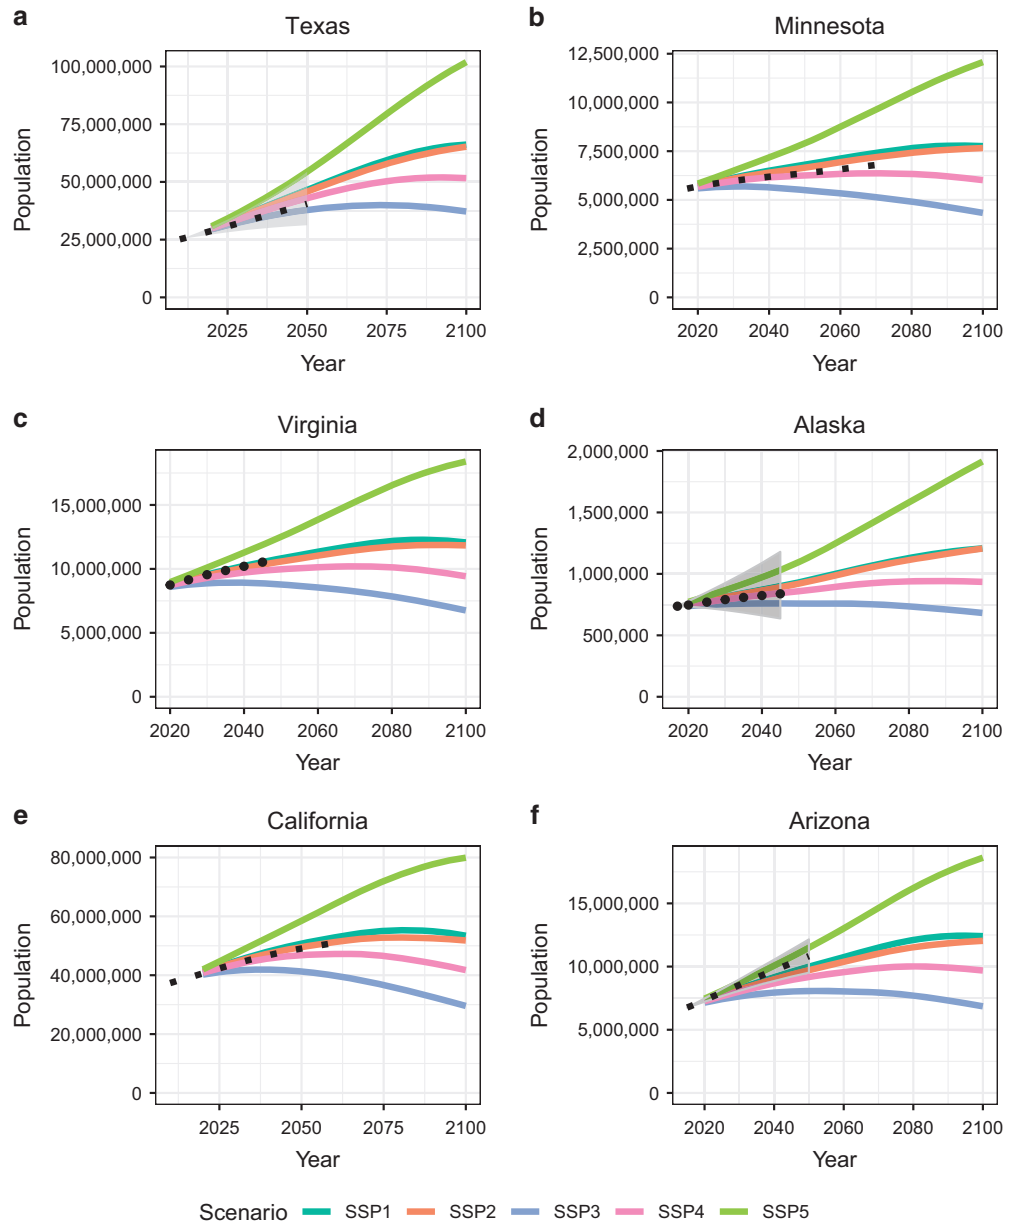 a
Texas
Population
100,000,000
75,000,000
50,000,000
25,000,000
0
2025 2050 2075 2100
Year
b
Minnesota
Population
12,500,000
10,000,000
7,500,000
5,000,000
2,500,000
0
2020 2040 2060 2080 2100
Year
c
Virginia
Population
15,000,000
10,000,000
5,000,000
0
2020 2040 2060 2080 2100
Year
d
Alaska
Population
2,000,000
1,500,000
1,000,000
500,000
0
2020 2040 2060 2080 2100
Year
e
California
Population
80,000,000
60,000,000
40,000,000
20,000,000
0
2025 2050 2075 2100
Year
f
Arizona
Population
15,000,000
10,000,000
5,000,000
0
2020 2040 2060 2080 2100
Year
Scenario SSP1 SSP2 SSP3 SSP4 SSP5